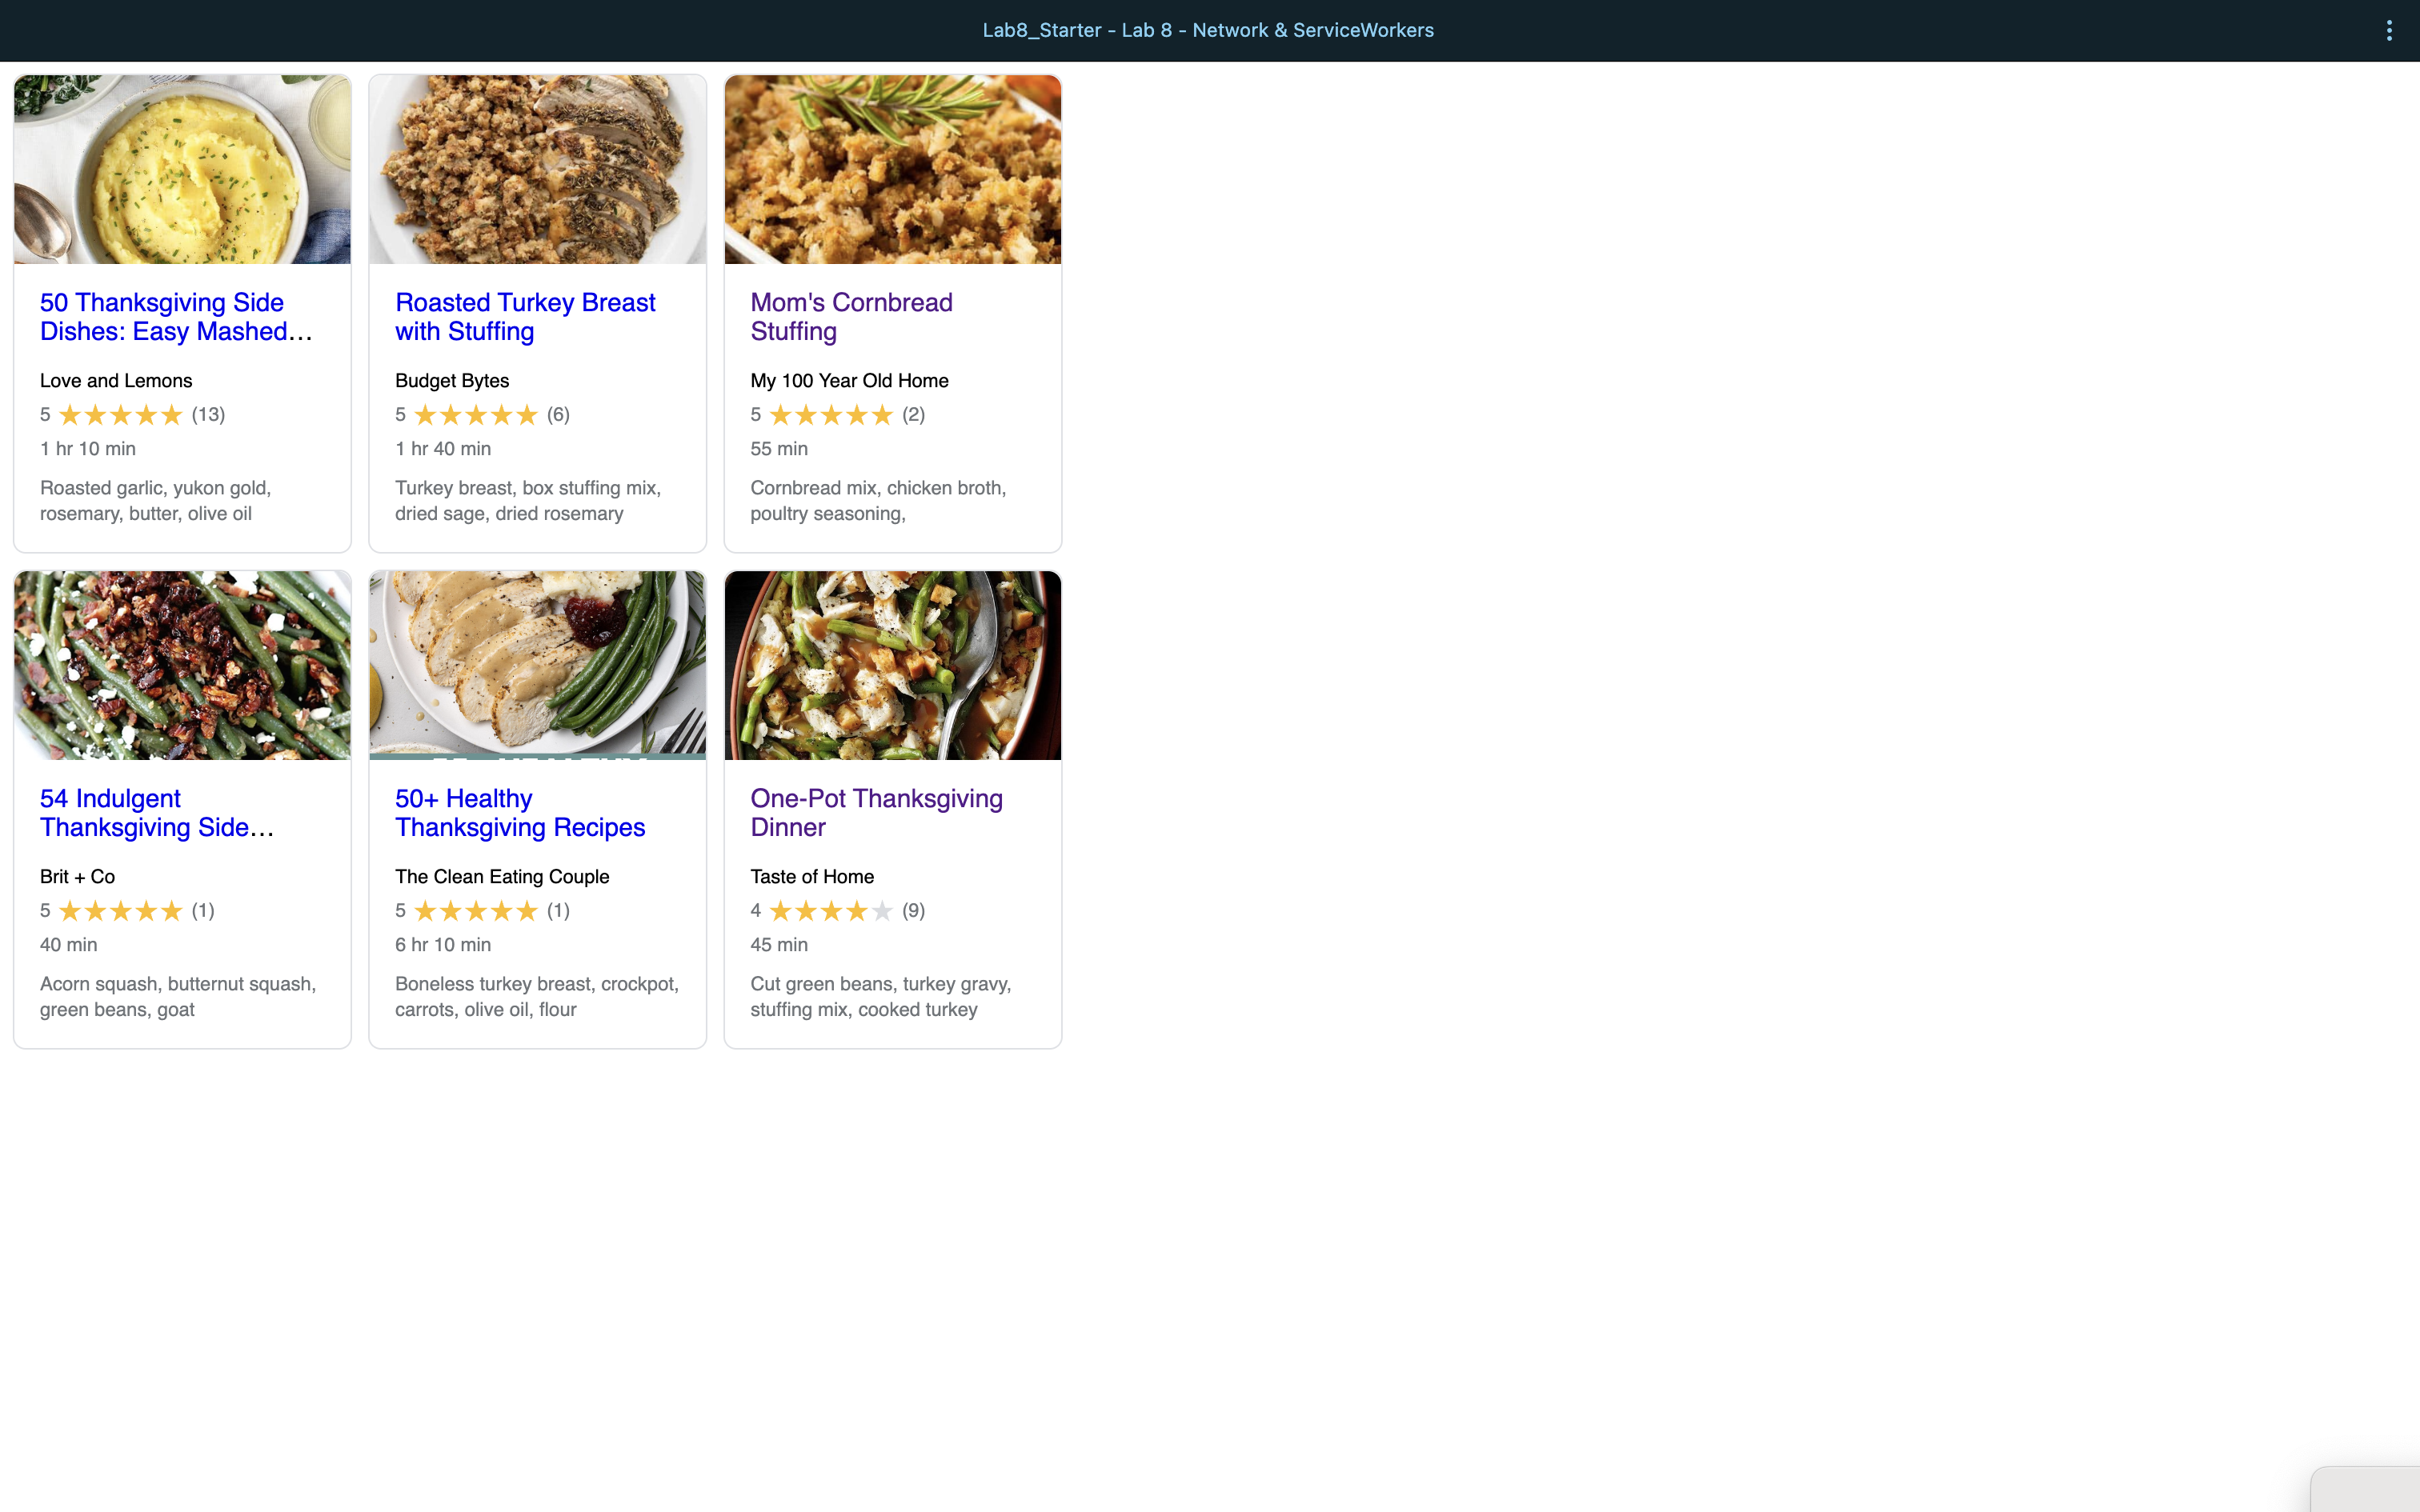 Lab8_Starter - Lab 8 - Network & ServiceWorkers
50 Thanksgiving Side
Dishes: Easy Mashed...
Love and Lemons
5 ★★★★★ (13)
1 hr 10 min
Roasted garlic, yukon gold,
rosemary, butter, olive oil
Roasted Turkey Breast
with Stuffing
Budget Bytes
5 ★★★★★ (6)
1 hr 40 min
Turkey breast, box stuffing mix,
dried sage, dried rosemary
Mom's Cornbread
Stuffing
My 100 Year Old Home
5 ★★★★★ (2)
55 min
Cornbread mix, chicken broth,
poultry seasoning,
54 Indulgent
Thanksgiving Side...
Brit + Co
5 ★★★★★ (1)
40 min
Acorn squash, butternut squash,
green beans, goat
50+ Healthy
Thanksgiving Recipes
The Clean Eating Couple
5 ★★★★★ (1)
6 hr 10 min
Boneless turkey breast, crockpot,
carrots, olive oil, flour
One-Pot Thanksgiving
Dinner
Taste of Home
4 ★★★★★ (9)
45 min
Cut green beans, turkey gravy,
stuffing mix, cooked turkey